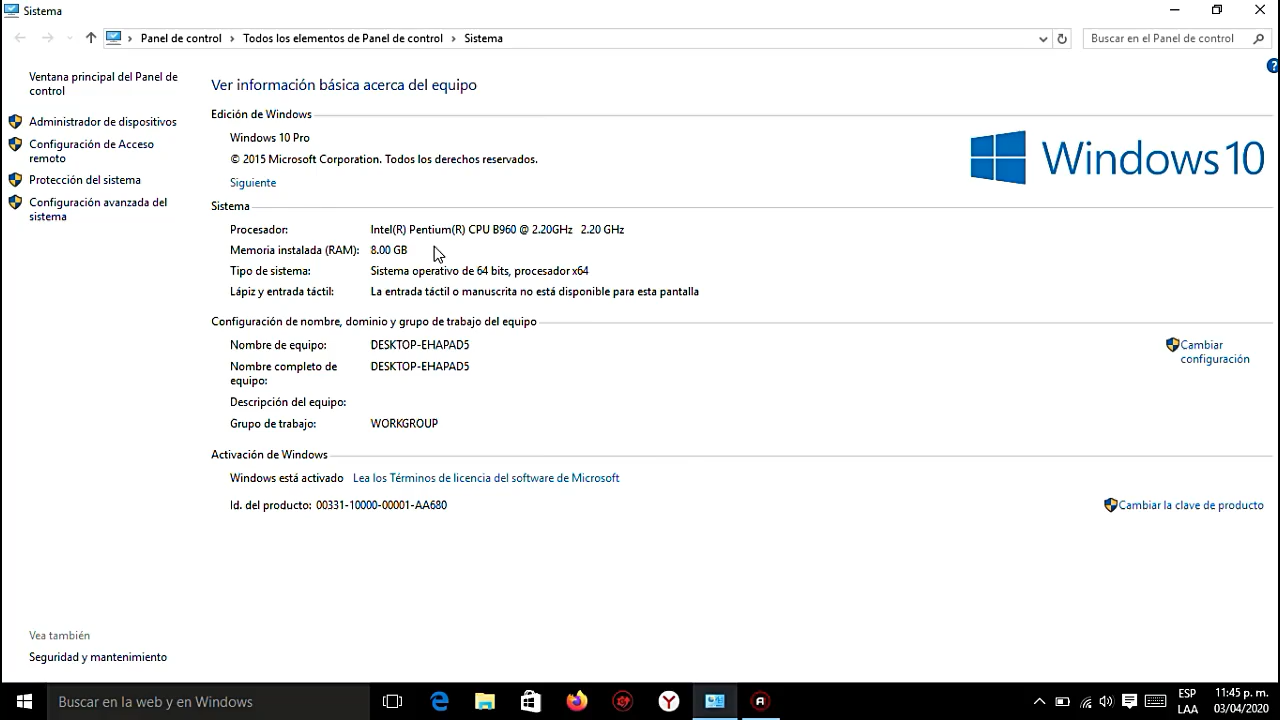 Sistema
Panel de control > Todos los elementos de Panel de control > Sistema
Buscar en el Panel de control
Ventana principal del Panel de
control
Administrador de dispositivos
Configuración de Acceso
remoto
Protección del sistema
Configuración avanzada del
sistema
Vea también
Seguridad y mantenimiento
Ver información básica acerca del equipo
Edición de Windows
Windows 10 Pro
© 2015 Microsoft Corporation. Todos los derechos reservados.
Siguiente
Windows 10
Sistema
Procesador: Intel(R) Pentium(R) CPU B960 @ 2.20GHz 2.20 GHz
Memoria instalada (RAM): 8.00 GB
Tipo de sistema: Sistema operativo de 64 bits, procesador x64
Lápiz y entrada táctil: La entrada táctil o manuscrita no está disponible para esta pantalla
Configuración de nombre, dominio y grupo de trabajo del equipo
Nombre de equipo: DESKTOP-EHAPAD5
Cambiar
configuración
Nombre completo de
equipo: DESKTOP-EHAPAD5
Descripción del equipo:
Grupo de trabajo: WORKGROUP
Activación de Windows
Windows está activado Lea los Términos de licencia del software de Microsoft
Id. del producto: 00331-10000-00001-AA680
Cambiar la clave de producto
Buscar en la web y en Windows
ESP
LAA
11:45 p. m.
03/04/2020